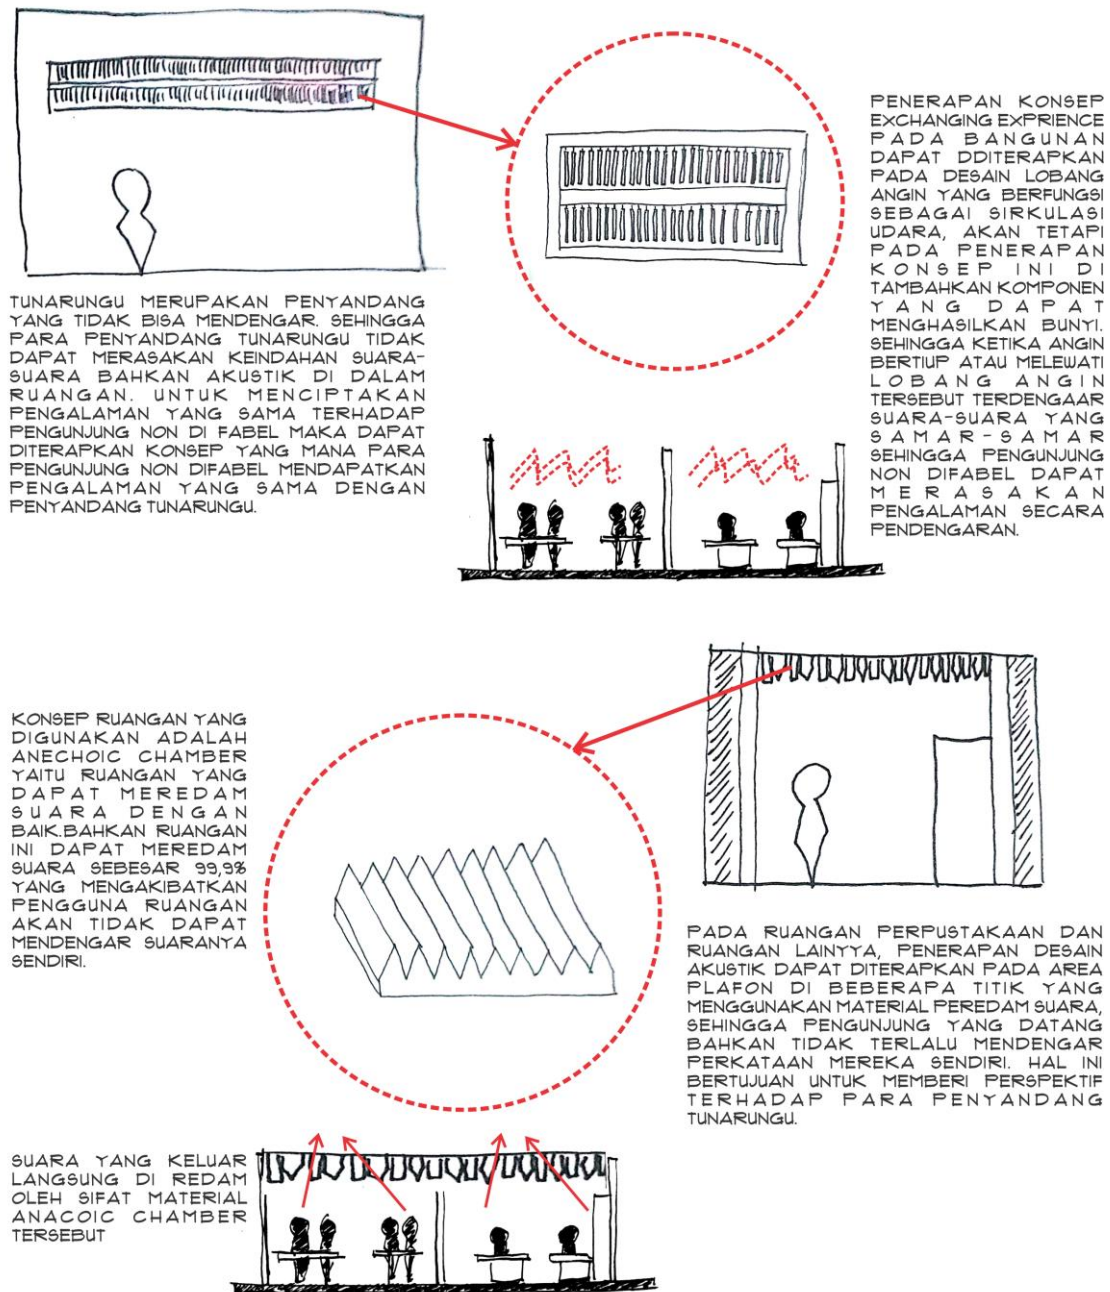 TUNARUNGU MERUPAKAN PENYANDANG
YANG TIDAK BISA MENDENGAR. SEHINGGA
PARA PENYANDANG TUNARUNGU TIDAK
DAPAT MERASAKAN KEINDAHAN SUARA-
SUARA BAHKAN AKUSTIK DI DALAM
RUANGAN. UNTUK MENCIPTAKAN
PENGALAMAN YANG SAMA TERHADAP
PENGUNJUNG NON DI FABEL MAKA DAPAT
DITERAPKAN KONSEP YANG MANA PARA
PENGUNJUNG NON DIFABEL MENDAPATKAN
PENGALAMAN YANG SAMA DENGAN
PENYANDANG TUNARUNGU.
PENERAPAN KONSEP
EXCHANGING EXPRIENCE
PADA BANGUNAN
DAPAT DDITERAPKAN
PADA DESAIN LOBANG
ANGIN YANG BERFUNGSI
SEBAGAI SIRKULASI
UDARA, AKAN TETAPI
PADA PENERAPAN
KONSEP INI DI
TAMBAHKAN KOMPONEN
YANG DAPAT
MENGHASILKAN BUNYI.
SEHINGGA KETIKA ANGIN
BERTIUP ATAU MELEWATI
LOBANG ANGIN
TERSEBUT TERDENGAAR
SUARA-SUARA YANG
SAMAR-SAMAR
SEHINGGA PENGUNJUNG
NON DIFABEL DAPAT
MERASAKAN
PENGALAMAN SECARA
PENDENGARAN.
KONSEP RUANGAN YANG
DIGUNAKAN ADALAH
ANECHOIC CHAMBER
YAITU RUANGAN YANG
DAPAT MEREDAM
SUARA DENGAN
BAIK.BAHKAN RUANGAN
INI DAPAT MEREDAM
SUARA SEBESAR 99,9%
YANG MENGAKIBATKAN
PENGGUNA RUANGAN
AKAN TIDAK DAPAT
MENDENGAR SUARANYA
SENDIRI.
PADA RUANGAN PERPUSTAKAAN DAN
RUANGAN LAINYYA, PENERAPAN DESAIN
AKUSTIK DAPAT DITERAPKAN PADA AREA
PLAFON DI BEBERAPA TITIK YANG
MENGGUNAKAN MATERIAL PEREDAM SUARA,
SEHINGGA PENGUNJUNG YANG DATANG
BAHKAN TIDAK TERLALU MENDENGAR
PERKATAAN MEREKA SENDIRI. HAL INI
BERTUJUAN UNTUK MEMBERI PERSPEKTIF
TERHADAP PARA PENYANDANG
TUNARUNGU.
SUARA YANG KELUAR
LANGSUNG DI REDAM
OLEH SIFAT MATERIAL
ANACOIC CHAMBER
TERSEBUT